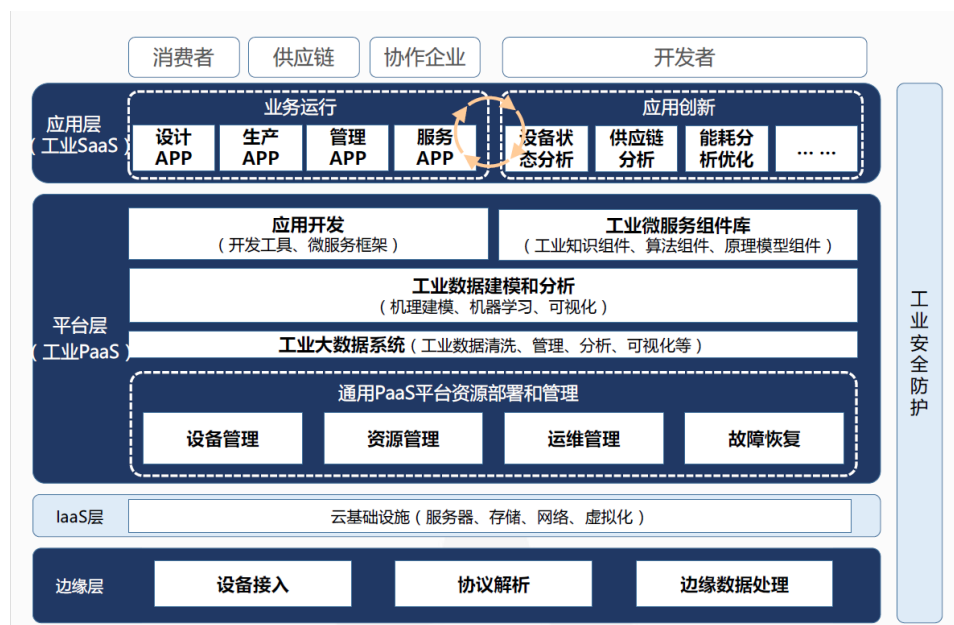 消费者
供应链
协作企业
开发者
应用层
（工业SaaS）
业务运行
设计
APP
生产
APP
管理
APP
服务
APP
应用创新
设备状
态分析
供应链
分析
能耗分
析优化
... ...
平台层
（工业PaaS）
应用开发
（开发工具、微服务框架）
工业微服务组件库
（工业知识组件、算法组件、原理模型组件）
工业数据建模和分析
（机理建模、机器学习、可视化）
工业大数据系统（工业数据清洗、管理、分析、可视化等）
通用PaaS平台资源部署和管理
设备管理
资源管理
运维管理
故障恢复
IaaS层
云基础设施（服务器、存储、网络、虚拟化）
边缘层
设备接入
协议解析
边缘数据处理
工
业
安
全
防
护